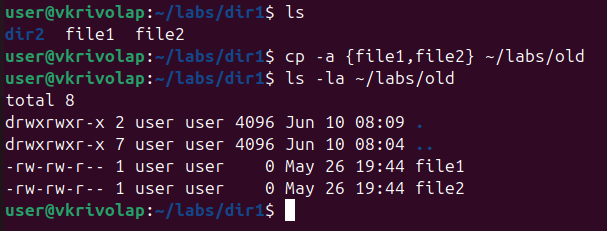 user@vkrivolap:~/labs/dir1$ ls
dir2  file1  file2
user@vkrivolap:~/labs/dir1$ cp -a {file1,file2} ~/labs/old
user@vkrivolap:~/labs/dir1$ ls -la ~/labs/old
total 8
drwxrwxr-x 2 user user 4096 Jun 10 08:09 .
drwxrwxr-x 7 user user 4096 Jun 10 08:04 ..
-rw-rw-r-- 1 user user    0 May 26 19:44 file1
-rw-rw-r-- 1 user user    0 May 26 19:44 file2
user@vkrivolap:~/labs/dir1$